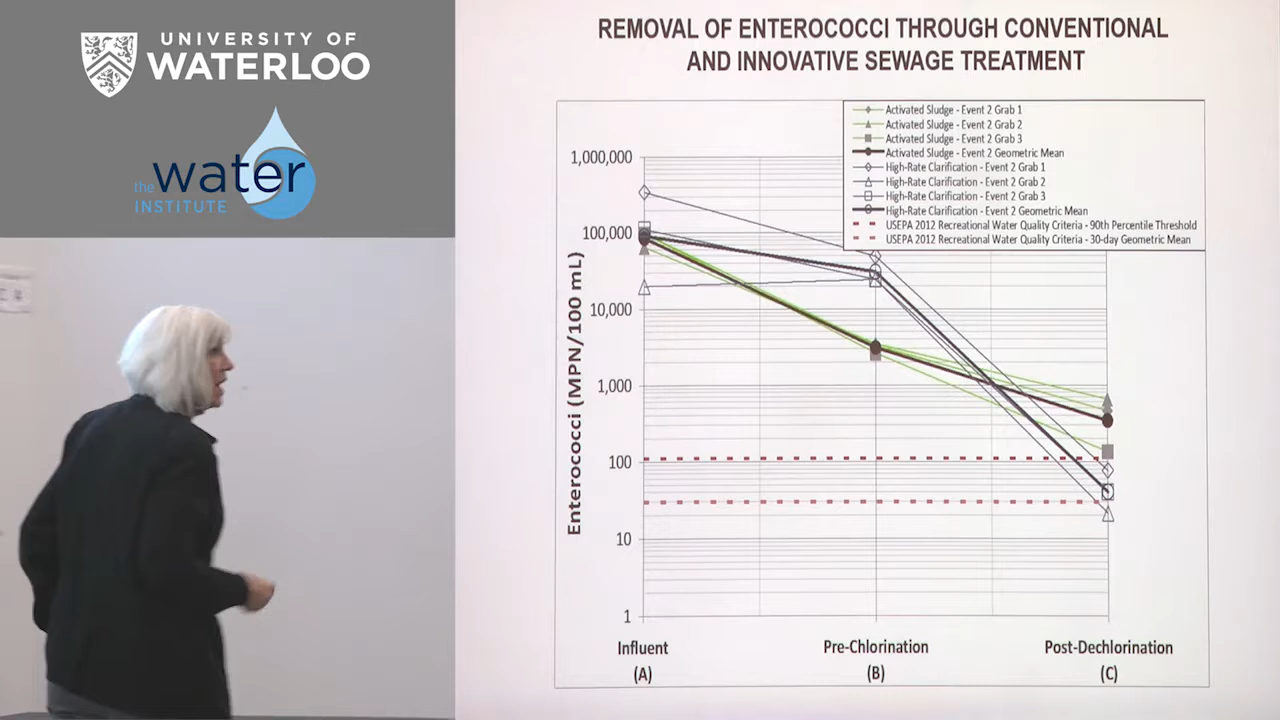 UNIVERSITY OF
WATERLOO
the water
INSTITUTE
REMOVAL OF ENTEROCOCCI THROUGH CONVENTIONAL
AND INNOVATIVE SEWAGE TREATMENT
Activated Sludge - Event 2 Grab 1
Activated Sludge - Event 2 Grab 2
Activated Sludge - Event 2 Grab 3
Activated Sludge - Event 2 Geometric Mean
High-Rate Clarification - Event 2 Grab 1
High-Rate Clarification - Event 2 Grab 2
High-Rate Clarification - Event 2 Grab 3
High-Rate Clarification - Event 2 Geometric Mean
USEPA 2012 Recreational Water Quality Criteria - 90th Percentile Threshold
USEPA 2012 Recreational Water Quality Criteria - 30-day Geometric Mean
Enterococci (MPN/100 mL)
1,000,000
100,000
10,000
1,000
100
10
1
Influent
(A)
Pre-Chlorination
(B)
Post-Dechlorination
(C)